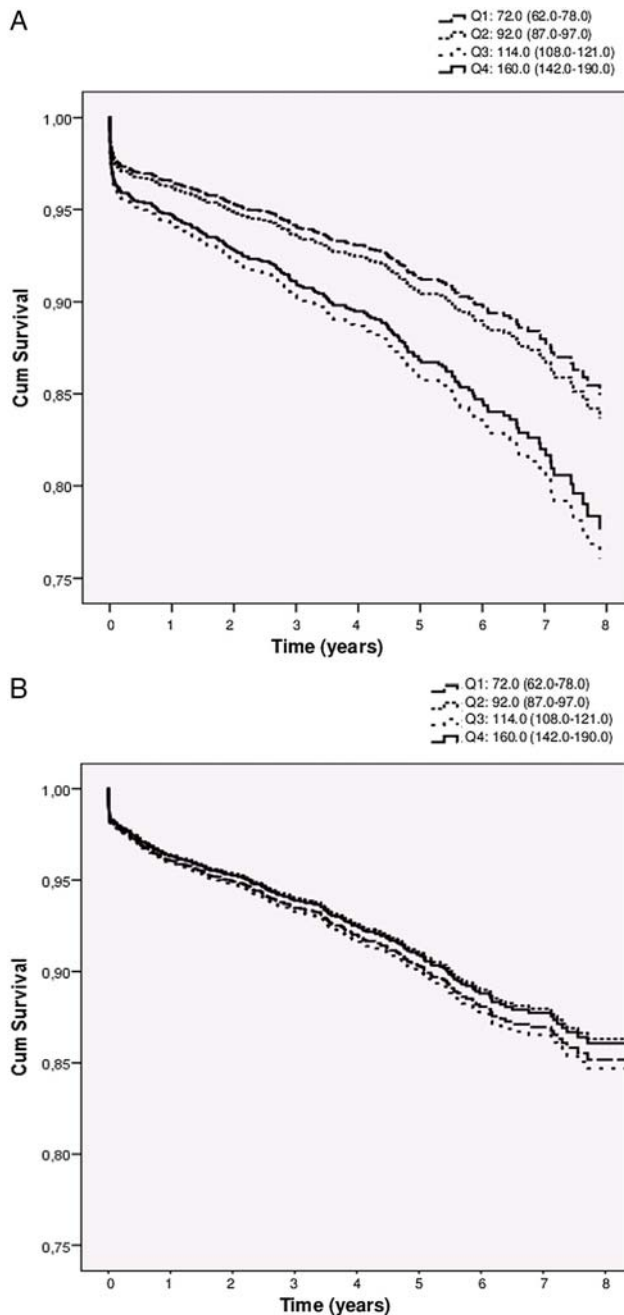 A
Q1: 72.0 (62.0-78.0)
Q2: 92.0 (87.0-97.0)
Q3: 114.0 (108.0-121.0)
Q4: 160.0 (142.0-190.0)
1,00
0,95
0,90
0,85
0,80
0,75
Cum Survival
0 1 2 3 4 5 6 7 8
Time (years)
B
Q1: 72.0 (62.0-78.0)
Q2: 92.0 (87.0-97.0)
Q3: 114.0 (108.0-121.0)
Q4: 160.0 (142.0-190.0)
1,00
0,95
0,90
0,85
0,80
0,75
Cum Survival
0 1 2 3 4 5 6 7 8
Time (years)